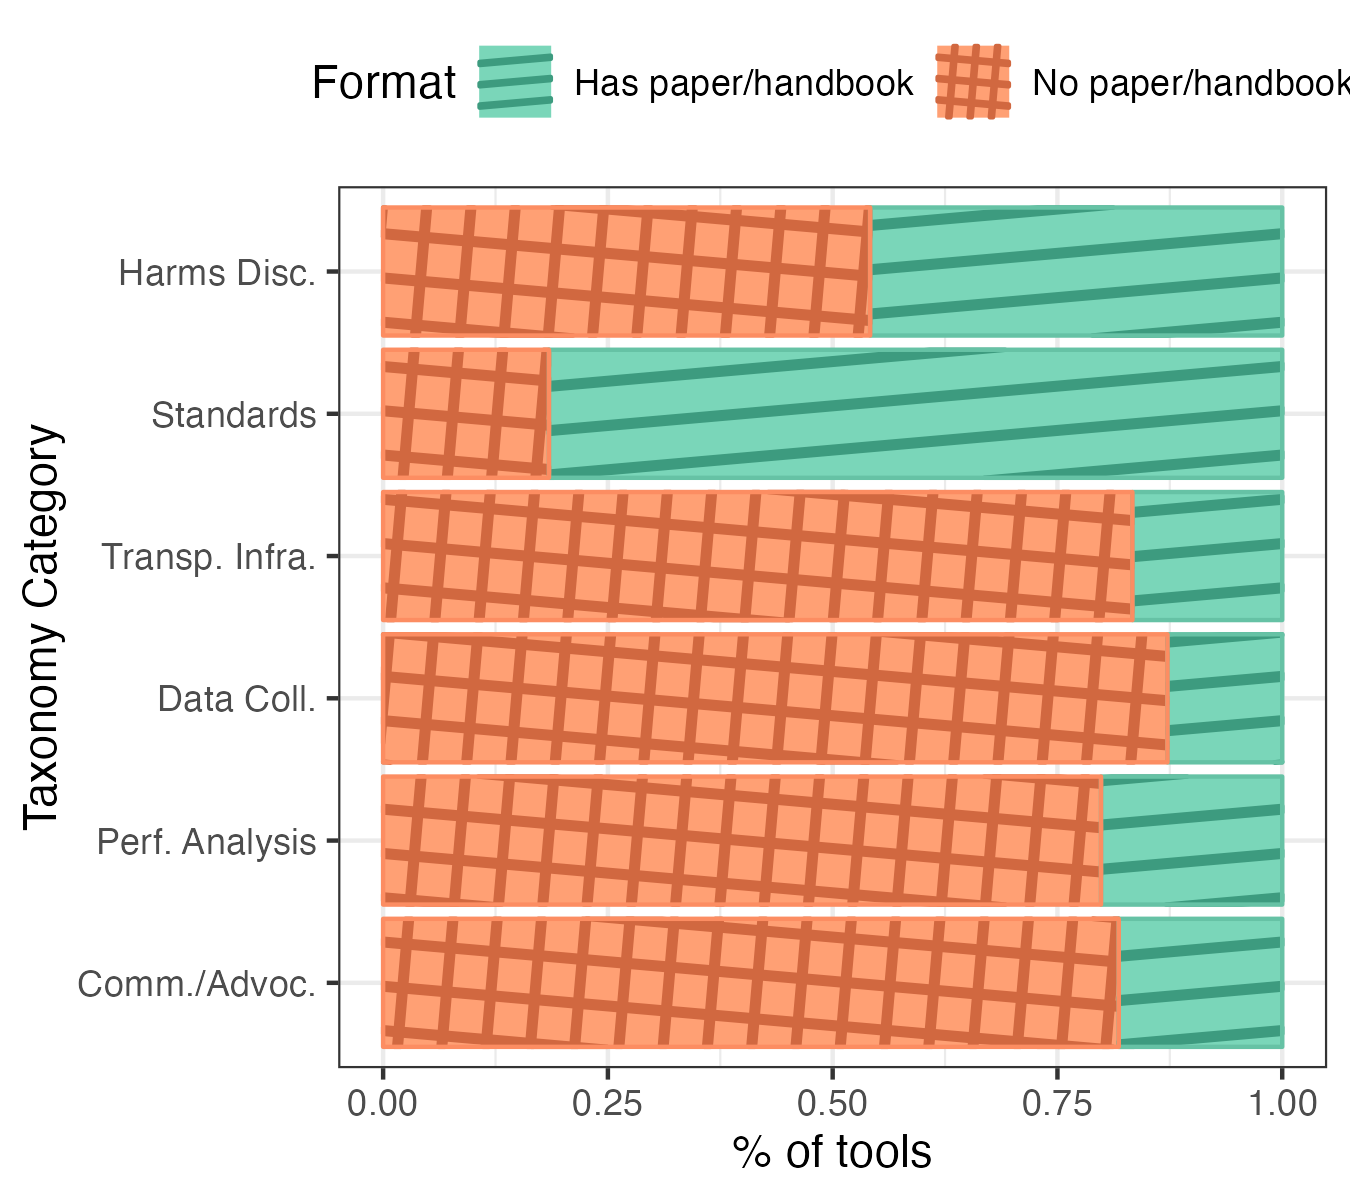 Format Has paper/handbook No paper/handbook
Harms Disc.
Standards
Transp. Infra.
Data Coll.
Perf. Analysis
Comm./Advoc.
Taxonomy Category
0.00 0.25 0.50 0.75 1.00
% of tools